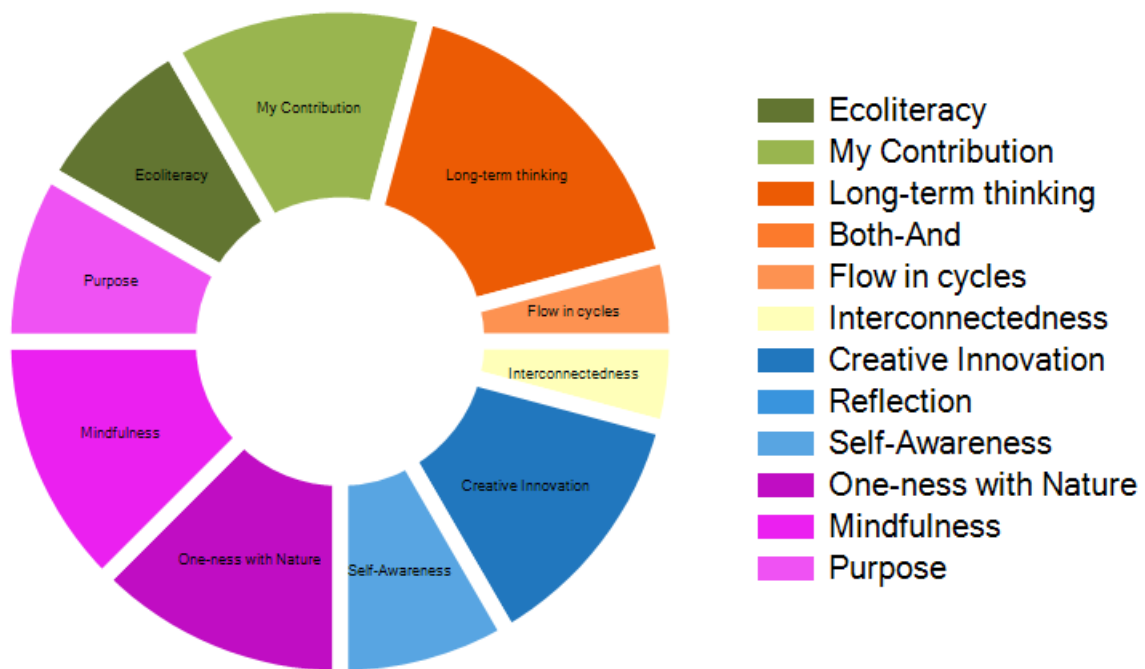 My Contribution
Ecoliteracy
Long-term thinking
Purpose
Flow in cycles
Interconnectedness
Mindfulness
Creative Innovation
One-ness with Nature
Self-Awareness
Ecoliteracy
My Contribution
Long-term thinking
Both-And
Flow in cycles
Interconnectedness
Creative Innovation
Reflection
Self-Awareness
One-ness with Nature
Mindfulness
Purpose